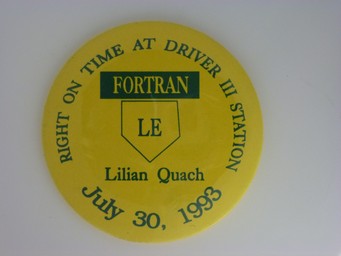 RIGHT ON TIME AT DRIVER III STATION
FORTRAN
LE
Lilian Quach
July 30, 1993